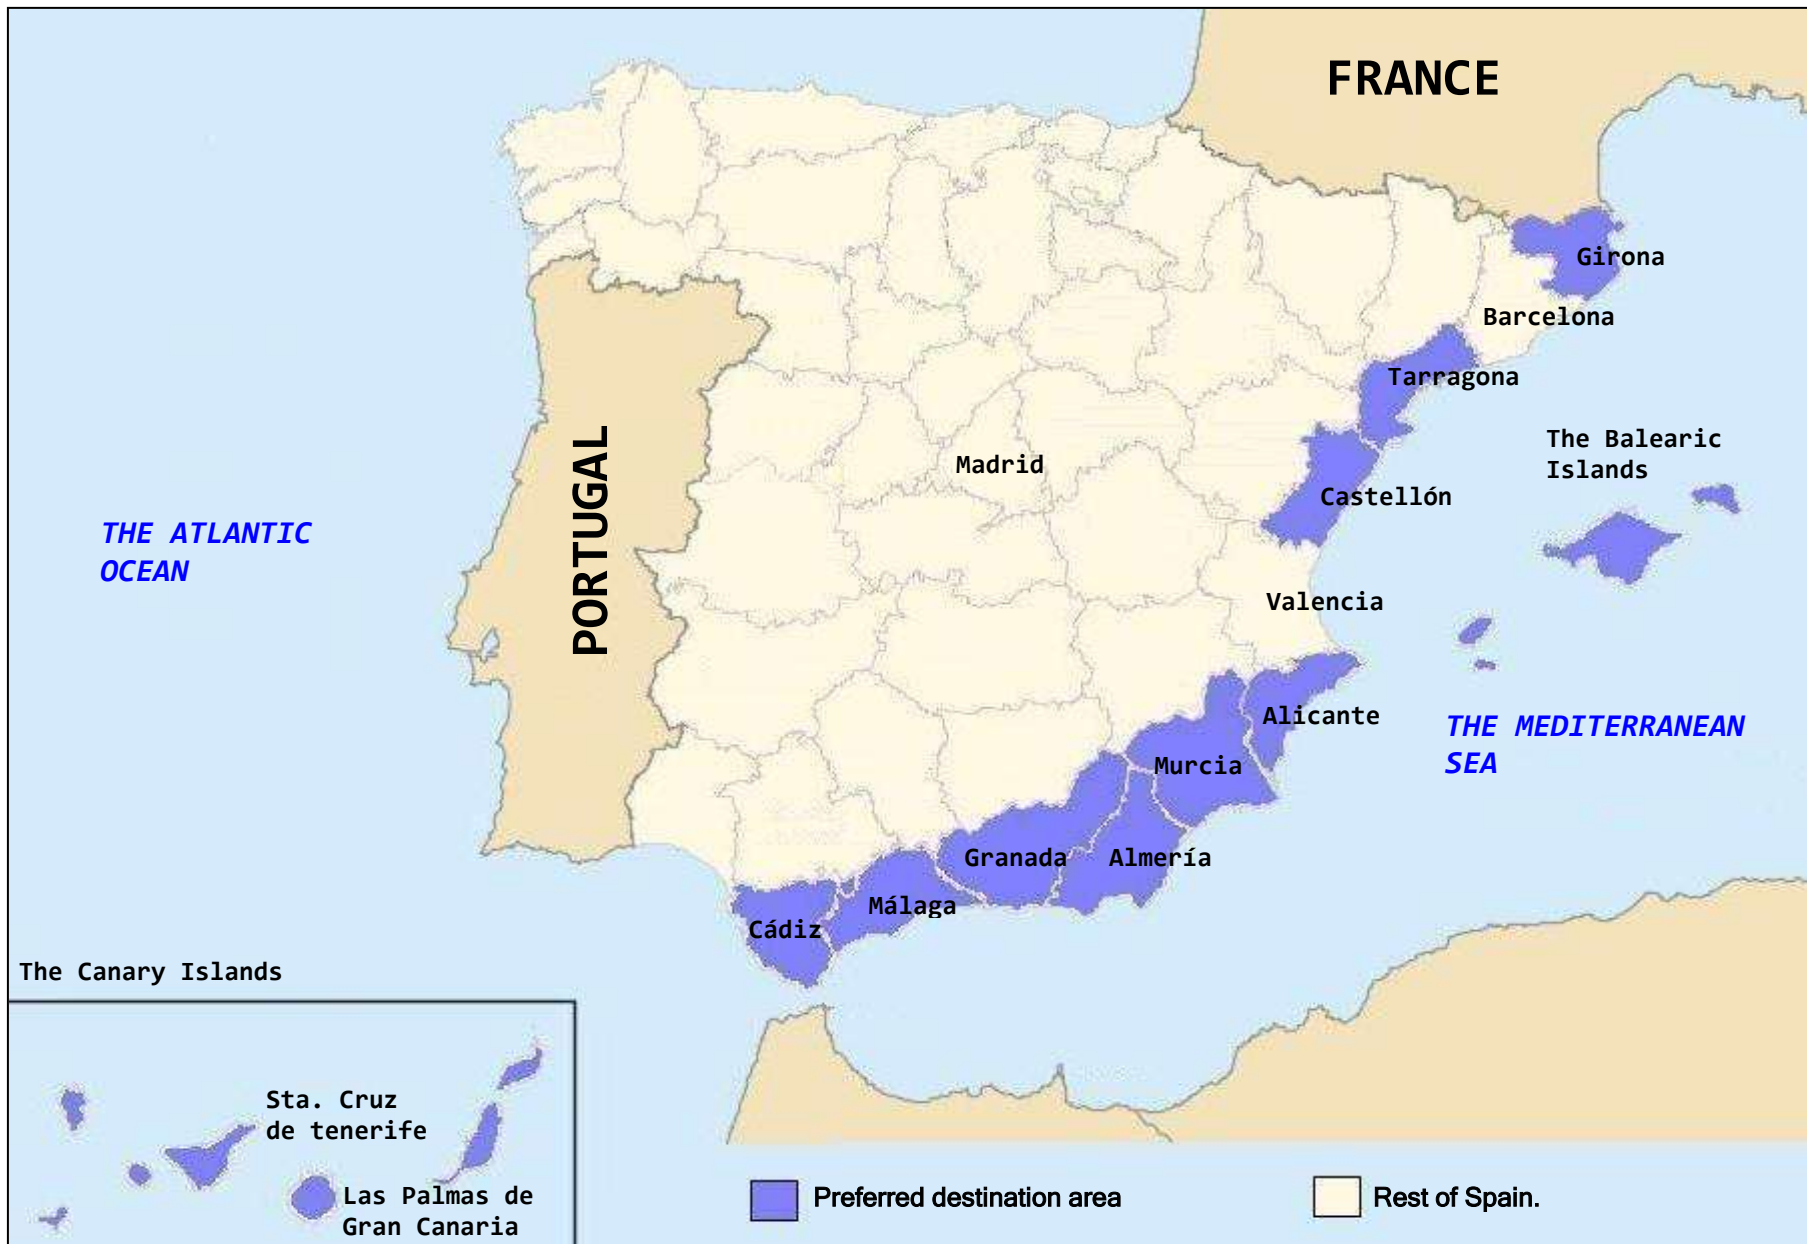 FRANCE
Girona
Barcelona
Tarragona
The Balearic
Islands
Madrid
Castellón
THE ATLANTIC
OCEAN
PORTUGAL
Valencia
Alicante
THE MEDITERRANEAN
SEA
Murcia
Granada
Almería
Málaga
Cádiz
The Canary Islands
Sta. Cruz
de tenerife
Las Palmas de
Gran Canaria
Preferred destination area
Rest of Spain.